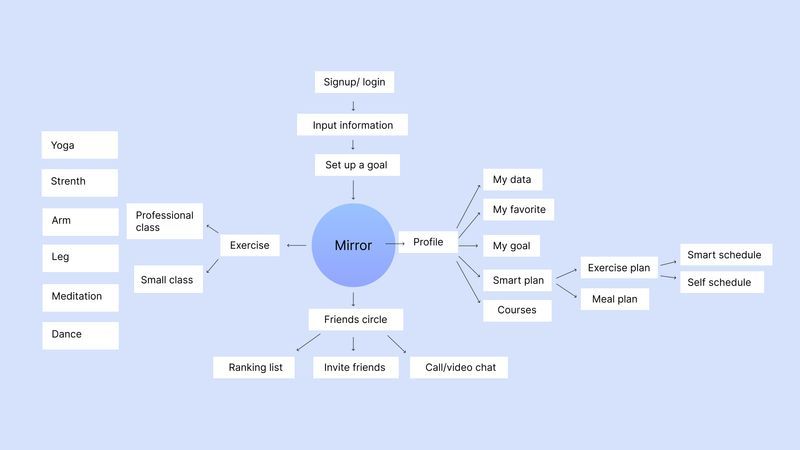 Signup/ login
Input information
Set up a goal
Mirror
Exercise
Professional
class
Small class
Yoga
Strenth
Arm
Leg
Meditation
Dance
Profile
My data
My favorite
My goal
Smart plan
Courses
Exercise plan
Meal plan
Smart schedule
Self schedule
Friends circle
Ranking list
Invite friends
Call/video chat